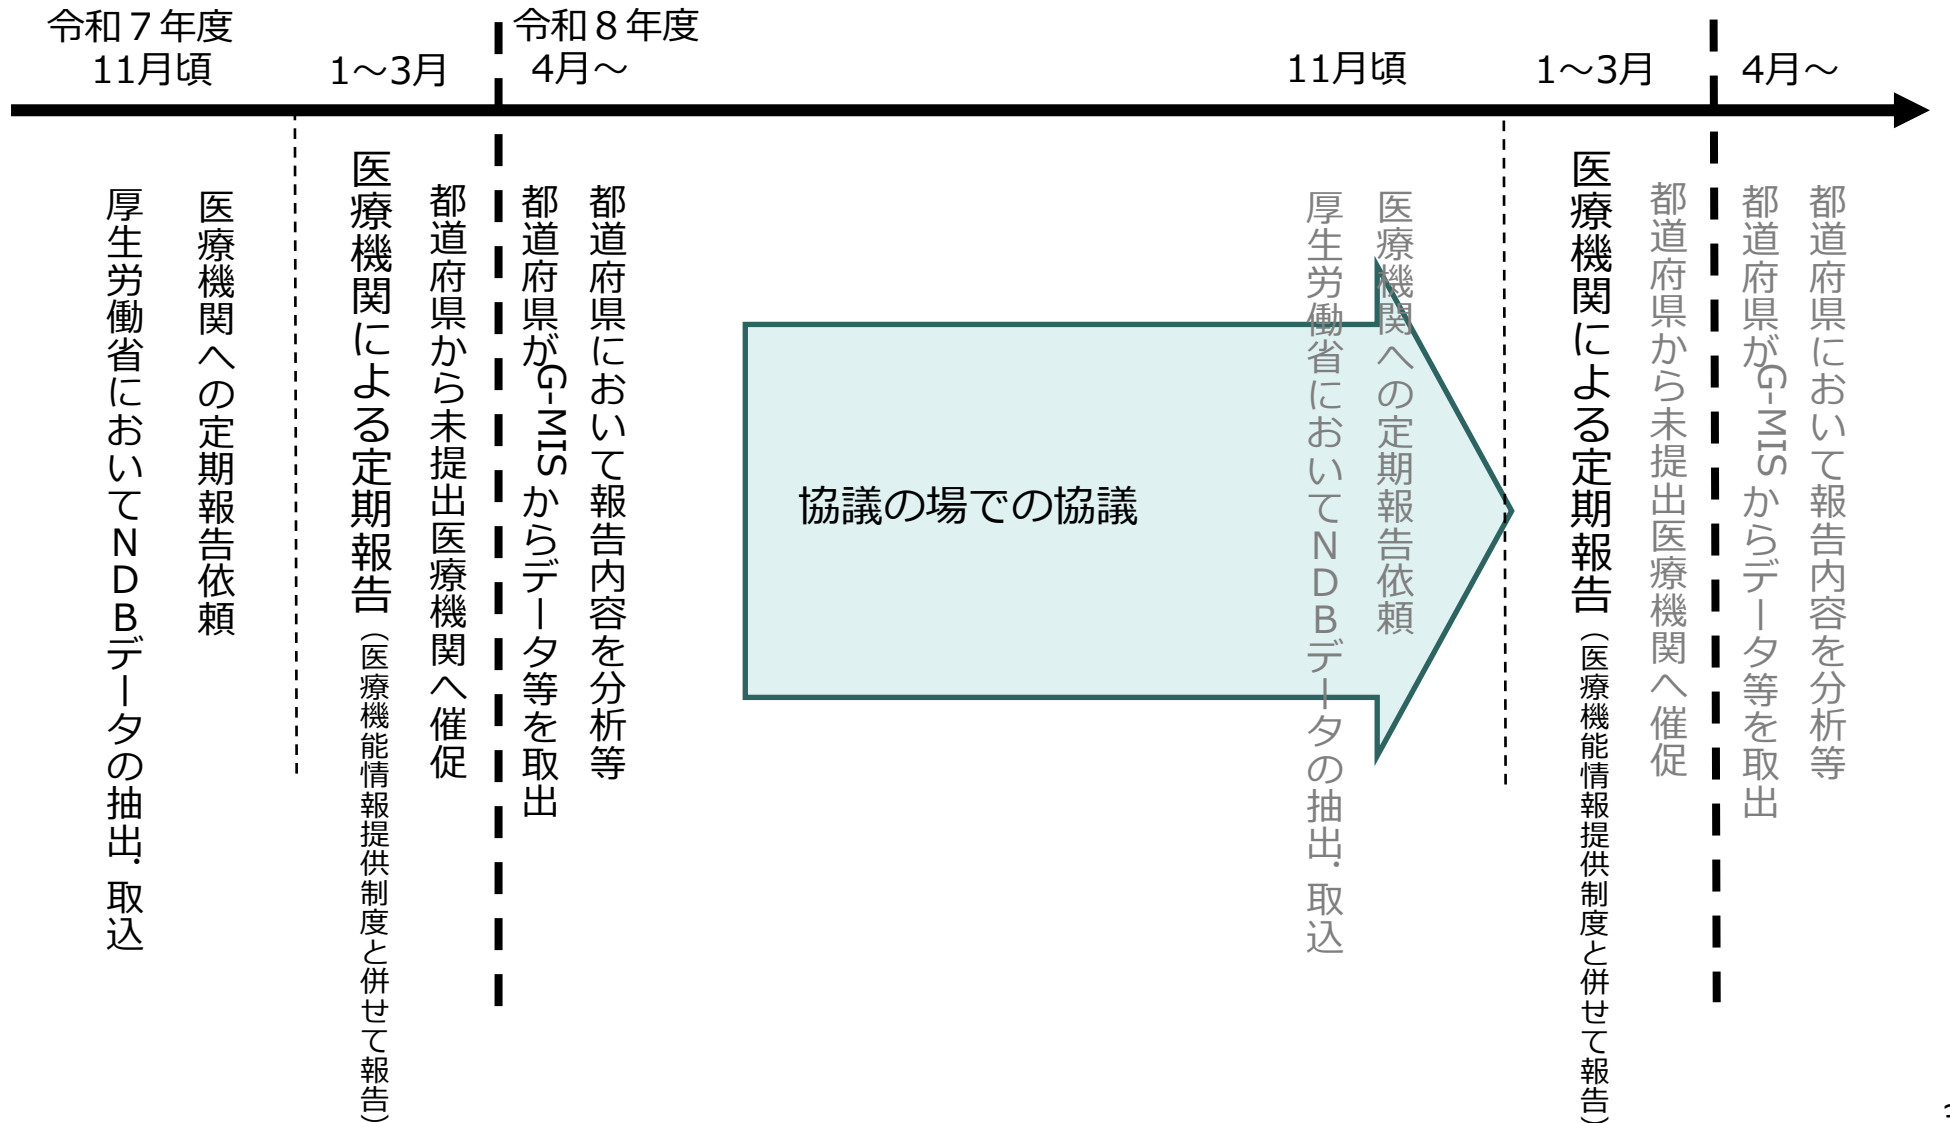 令和７年度
11月頃
1～3月
令和８年度
4月～
11月頃
1～3月
4月～
厚生労働省においてＮＤＢデータの抽出・取込
医療機関への定期報告依頼
医療機関による定期報告（医療機能情報提供制度と併せて報告）
都道府県から未提出医療機関へ催促
都道府県がG-MISからデータ等を取出
都道府県において報告内容を分析等
協議の場での協議
厚生労働省においてＮＤＢデータの抽出・取込
医療機関への定期報告依頼
医療機関による定期報告（医療機能情報提供制度と併せて報告）
都道府県から未提出医療機関へ催促
都道府県がG-MISからデータ等を取出
都道府県において報告内容を分析等